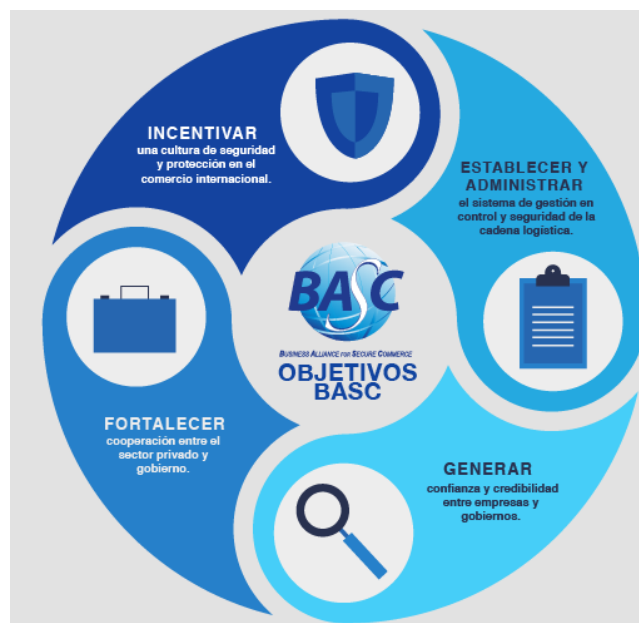 INCENTIVAR
una cultura de seguridad
y protección en el
comercio internacional.
ESTABLECER Y
ADMINISTRAR
el sistema de gestión en
control y seguridad de la
cadena logística.
BASC
BUSINESS ALLIANCE FOR SECURE COMMERCE
OBJETIVOS
BASC
FORTALECER
cooperación entre el
sector privado y
gobierno.
GENERAR
confianza y credibilidad
entre empresas y
gobiernos.